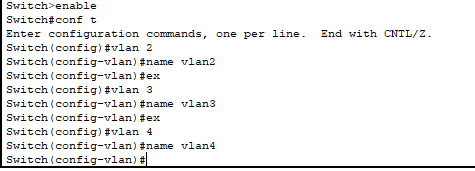 Switch>enable
Switch#conf t
Enter configuration commands, one per line.  End with CNTL/Z.
Switch(config)#vlan 2
Switch(config-vlan)#name vlan2
Switch(config-vlan)#ex
Switch(config)#vlan 3
Switch(config-vlan)#name vlan3
Switch(config-vlan)#ex
Switch(config)#vlan 4
Switch(config-vlan)#name vlan4
Switch(config-vlan)#